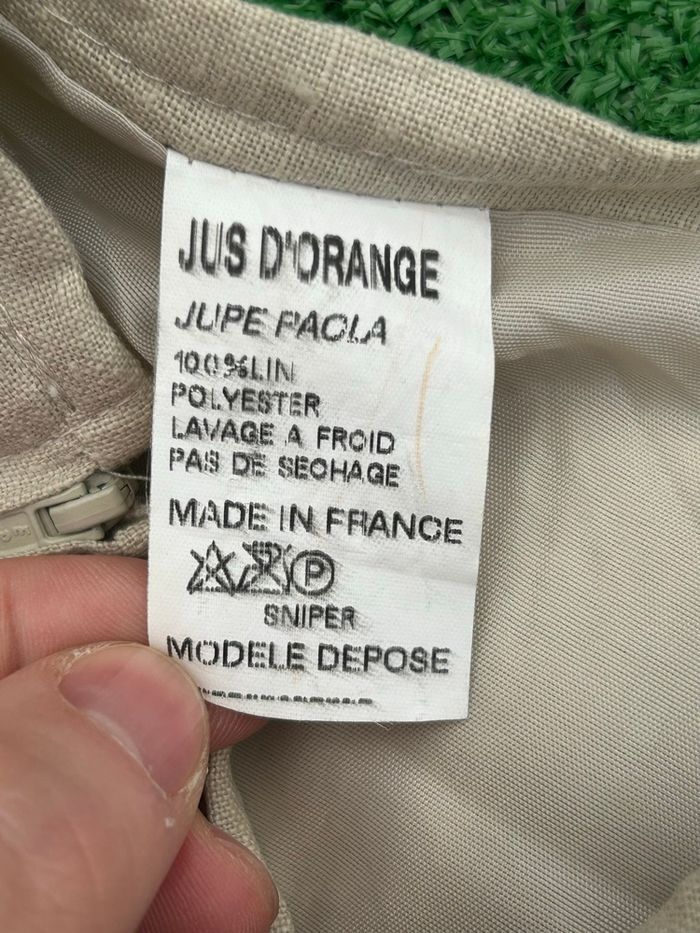 JUS D'ORANGE
JUPE PAOLA
100%LIN
POLYESTER
LAVAGE A FROID
PAS DE SECHAGE
MADE IN FRANCE
P
SNIPER
MODELE DEPOSE